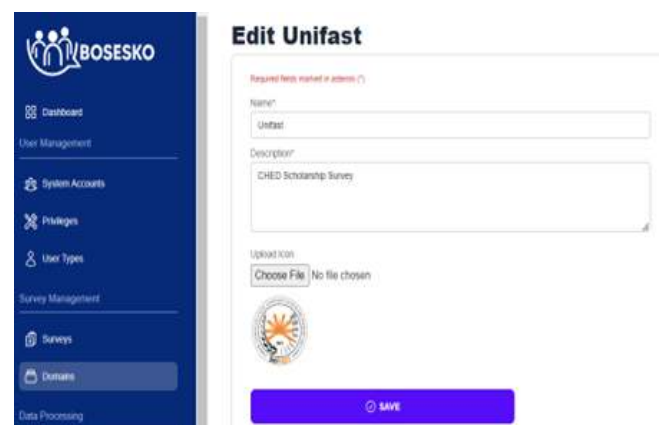 BOSESKO
Dashboard
User Management
System Accounts
Privileges
User Types
Survey Management
Surveys
Domains
Data Processing
Edit Unifast
Required fields marked in asterisk (*)
Name*
Unifast
Description*
CHED Scholarship Survey
Upload Icon
Choose File No file chosen
SAVE